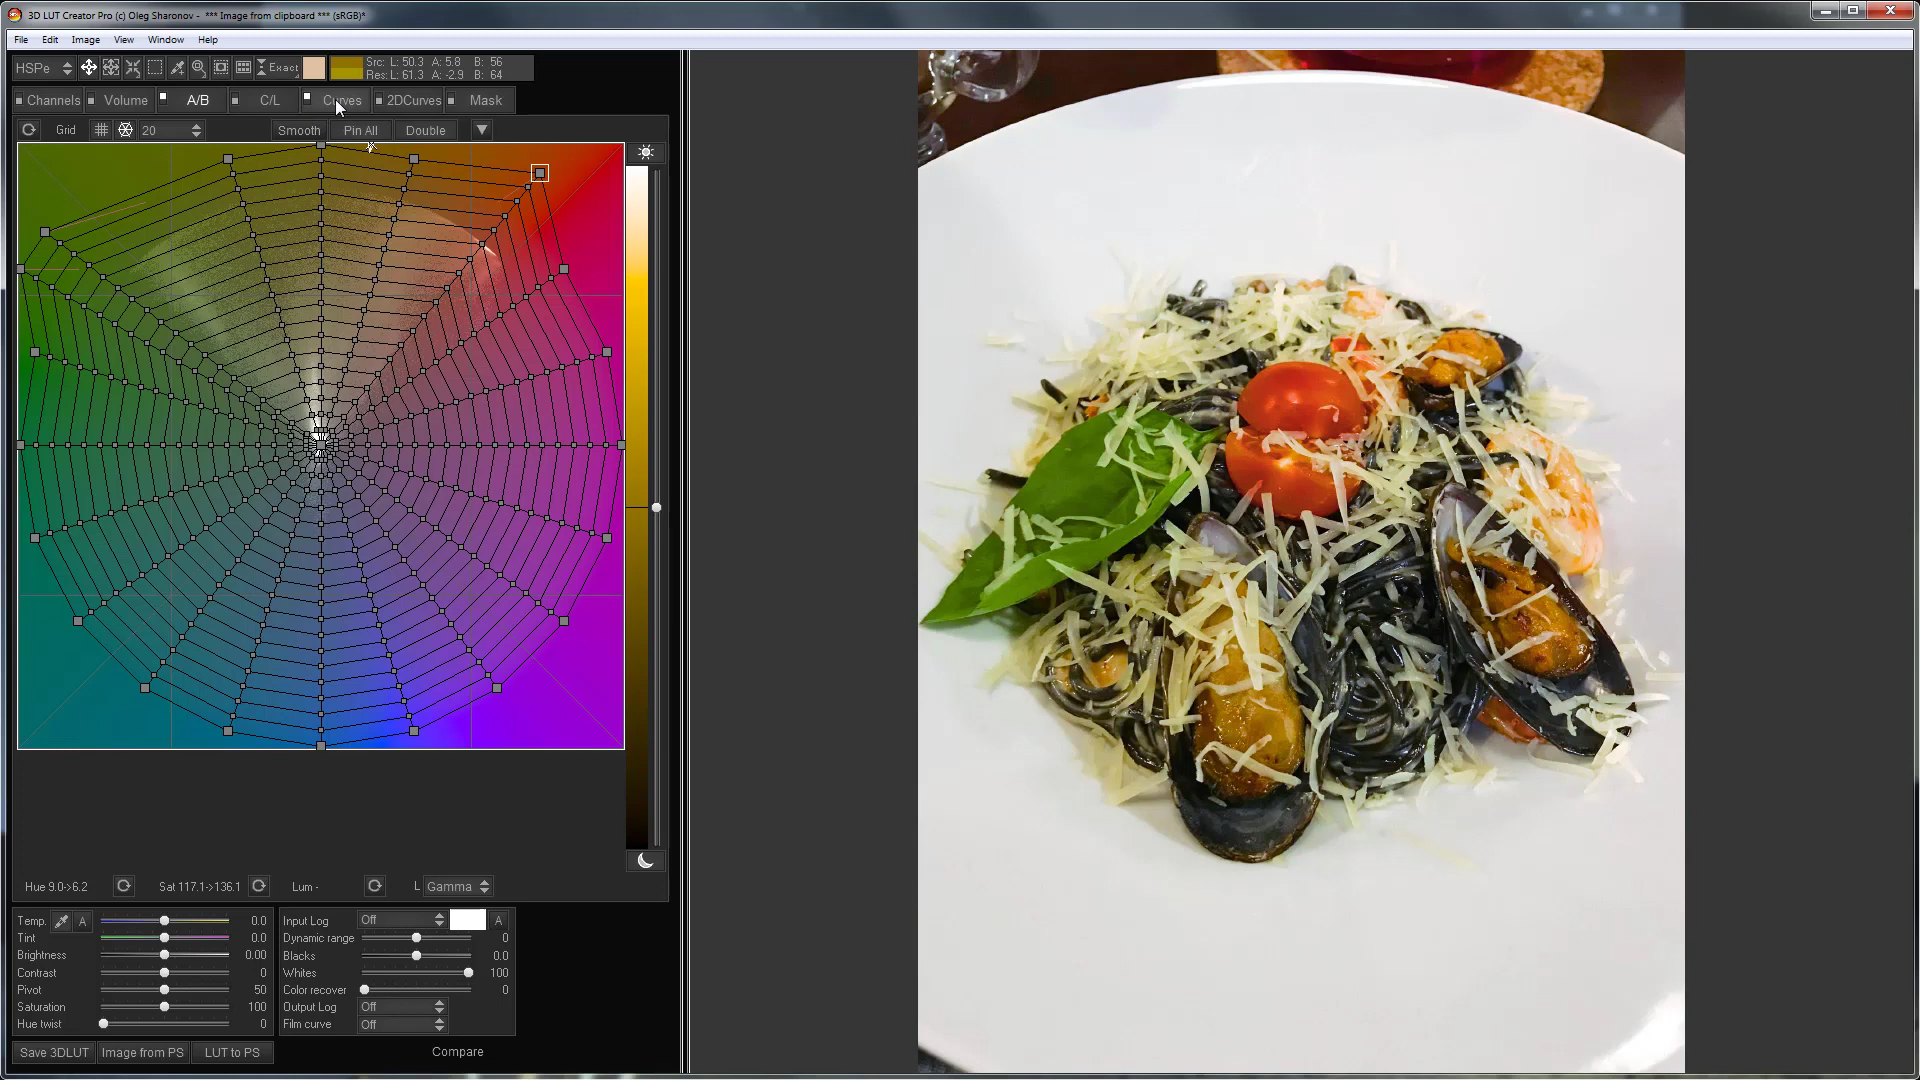 3D LUT Creator Pro (c) Oleg Sharonov - *** Image from clipboard *** (sRGB)*
File Edit Image View Window Help
HSPe Exact Src: L: 50.3 A: 5.8 B: 56
Res: L: 61.3 A: -2.9 B: 64
Channels Volume A/B C/L Curves 2DCurves Mask
Grid 20 Smooth Pin All Double
Hue 9.0->6.2 Sat 117.1->136.1 Lum - L Gamma
Temp. A 0.0
Tint 0.0
Brightness 0.00
Contrast 0
Pivot 50
Saturation 100
Hue twist 0
Input Log Off A
Dynamic range 0
Blacks 0.0
Whites 100
Color recover 0
Output Log Off
Film curve Off
Save 3DLUT Image from PS LUT to PS Compare